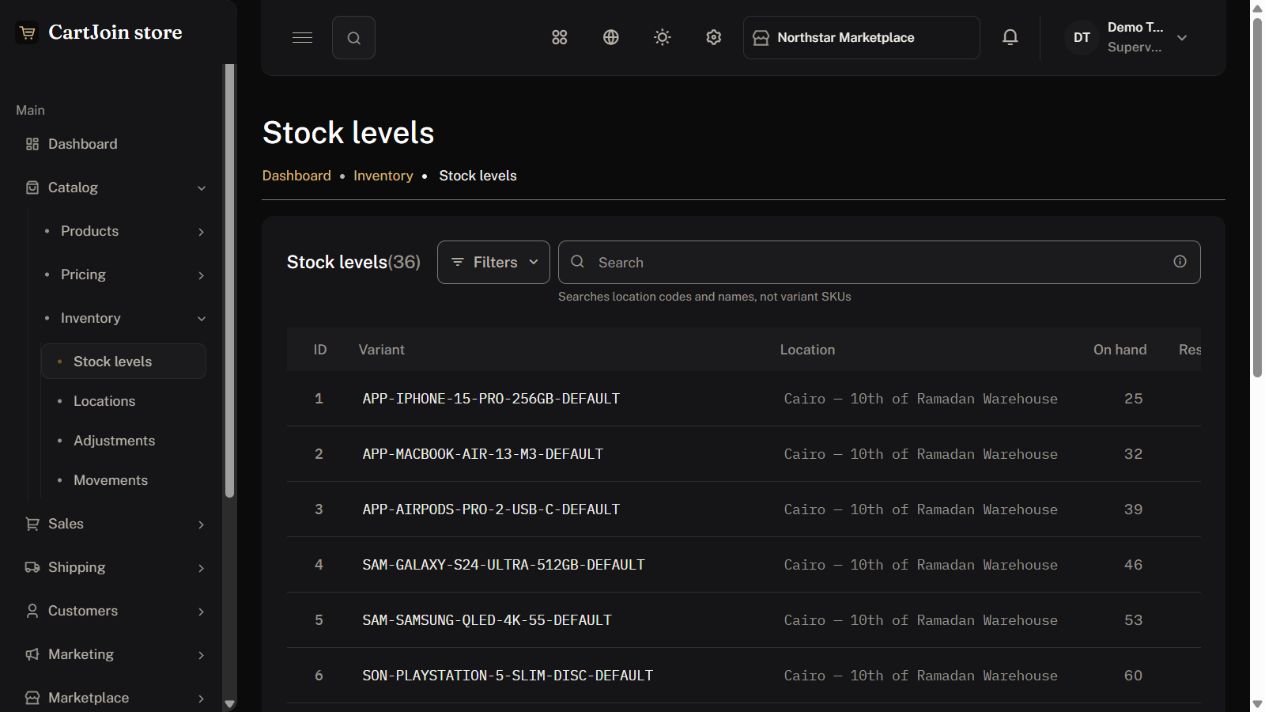 CartJoin store
Northstar Marketplace
DT
Demo T...
Superv...
Main
Dashboard
Catalog
Products
Pricing
Inventory
Stock levels
Locations
Adjustments
Movements
Sales
Shipping
Customers
Marketing
Marketplace
Stock levels
Dashboard • Inventory • Stock levels
Stock levels(36) Filters Search
Searches location codes and names, not variant SKUs
ID Variant Location On hand Res
1 APP-IPHONE-15-PRO-256GB-DEFAULT Cairo — 10th of Ramadan Warehouse 25
2 APP-MACBOOK-AIR-13-M3-DEFAULT Cairo — 10th of Ramadan Warehouse 32
3 APP-AIRPODS-PRO-2-USB-C-DEFAULT Cairo — 10th of Ramadan Warehouse 39
4 SAM-GALAXY-S24-ULTRA-512GB-DEFAULT Cairo — 10th of Ramadan Warehouse 46
5 SAM-SAMSUNG-QLED-4K-55-DEFAULT Cairo — 10th of Ramadan Warehouse 53
6 SON-PLAYSTATION-5-SLIM-DISC-DEFAULT Cairo — 10th of Ramadan Warehouse 60